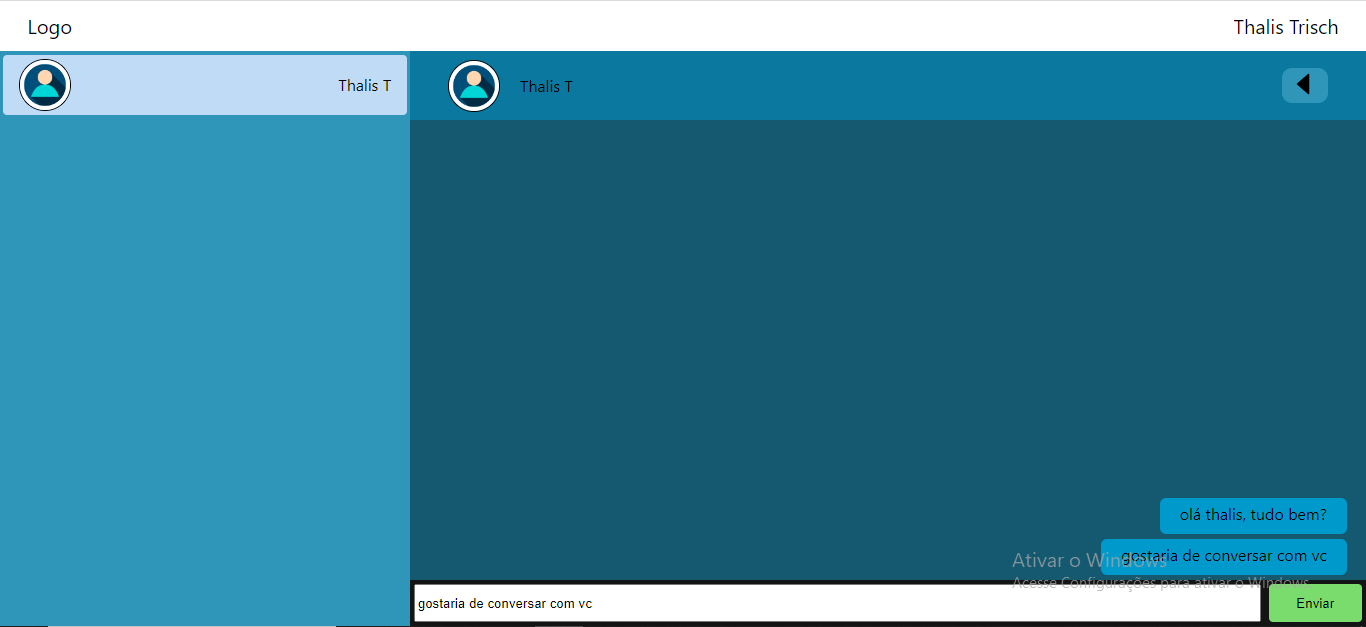 Logo
Thalis Trisch
Thalis T
Thalis T
olá thalis, tudo bem?
gostaria de conversar com vc
Ativar o Windows
Acesse Configurações para ativar o Windows.
gostaria de conversar com vc
Enviar